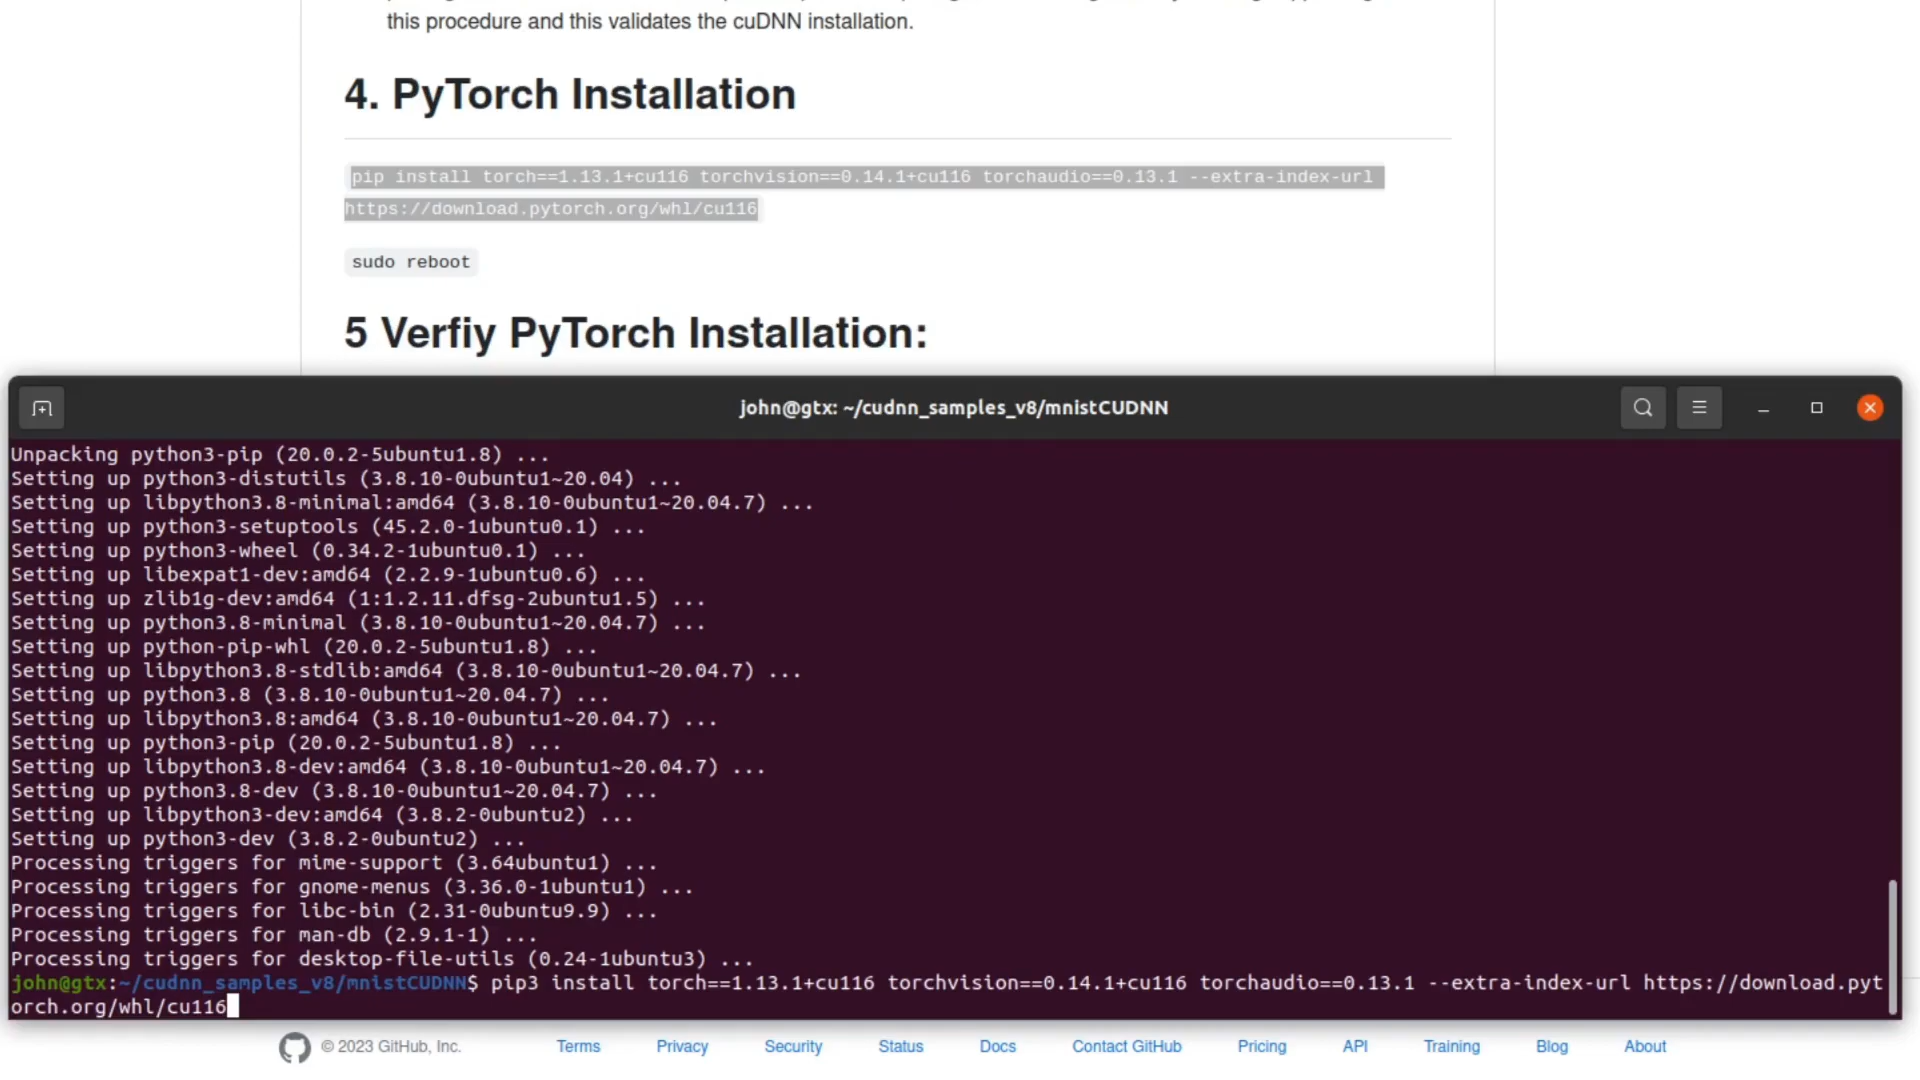 this procedure and this validates the cuDNN installation.
4. PyTorch Installation
pip install torch==1.13.1+cu116 torchvision==0.14.1+cu116 torchaudio==0.13.1 --extra-index-url
https://download.pytorch.org/whl/cu116
sudo reboot
5 Verfiy PyTorch Installation:
john@gtx: ~/cudnn_samples_v8/mnistCUDNN
Unpacking python3-pip (20.0.2-5ubuntu1.8) ...
Setting up python3-distutils (3.8.10-0ubuntu1~20.04) ...
Setting up libpython3.8-minimal:amd64 (3.8.10-0ubuntu1~20.04.7) ...
Setting up python3-setuptools (45.2.0-1ubuntu0.1) ...
Setting up python3-wheel (0.34.2-1ubuntu0.1) ...
Setting up libexpat1-dev:amd64 (2.2.9-1ubuntu0.6) ...
Setting up zlib1g-dev:amd64 (1:1.2.11.dfsg-2ubuntu1.5) ...
Setting up python3.8-minimal (3.8.10-0ubuntu1~20.04.7) ...
Setting up python-pip-whl (20.0.2-5ubuntu1.8) ...
Setting up libpython3.8-stdlib:amd64 (3.8.10-0ubuntu1~20.04.7) ...
Setting up python3.8 (3.8.10-0ubuntu1~20.04.7) ...
Setting up libpython3.8:amd64 (3.8.10-0ubuntu1~20.04.7) ...
Setting up python3-pip (20.0.2-5ubuntu1.8) ...
Setting up libpython3.8-dev:amd64 (3.8.10-0ubuntu1~20.04.7) ...
Setting up python3.8-dev (3.8.10-0ubuntu1~20.04.7) ...
Setting up libpython3-dev:amd64 (3.8.2-0ubuntu2) ...
Setting up python3-dev (3.8.2-0ubuntu2) ...
Processing triggers for mime-support (3.64ubuntu1) ...
Processing triggers for gnome-menus (3.36.0-1ubuntu1) ...
Processing triggers for libc-bin (2.31-0ubuntu9.9) ...
Processing triggers for man-db (2.9.1-1) ...
Processing triggers for desktop-file-utils (0.24-1ubuntu3) ...
john@gtx:~/cudnn_samples_v8/mnistCUDNN$ pip3 install torch==1.13.1+cu116 torchvision==0.14.1+cu116 torchaudio==0.13.1 --extra-index-url https://download.pyt
orch.org/whl/cu116
© 2023 GitHub, Inc. Terms Privacy Security Status Docs Contact GitHub Pricing API Training Blog About